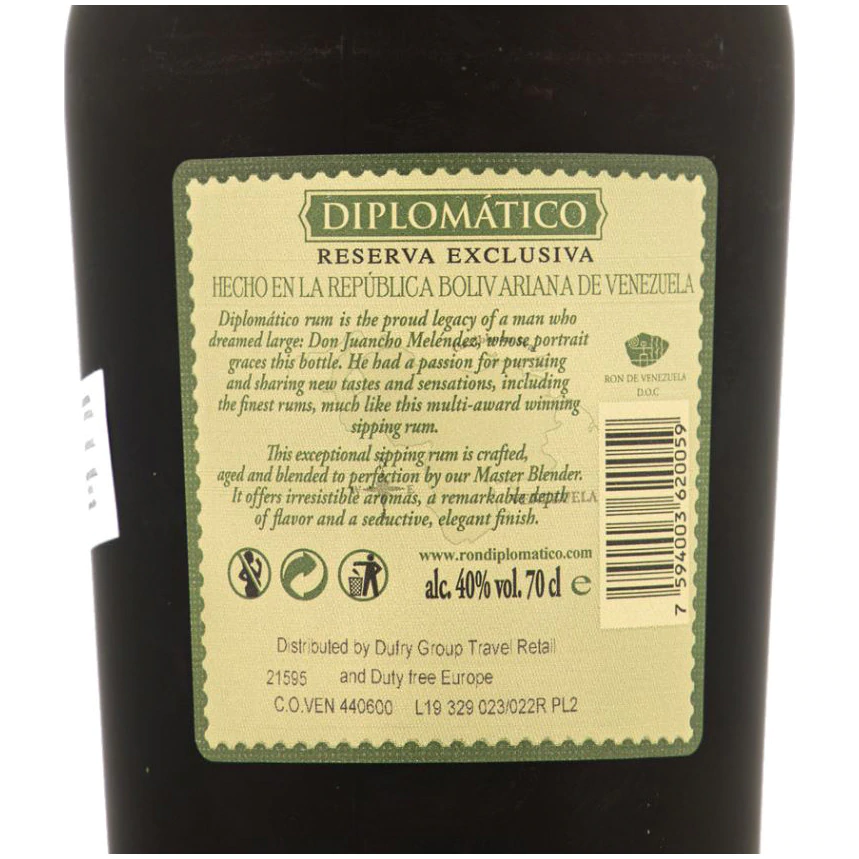 DIPLOMÁTICO
RESERVA EXCLUSIVA
HECHO EN LA REPÚBLICA BOLIVARIANA DE VENEZUELA
Diplomático rum is the proud legacy of a man who
dreamed large: Don Juancho Meléndez, whose portrait
graces this bottle. He had a passion for pursuing
and sharing new tastes and sensations, including
the finest rums, much like this multi-award winning
sipping rum.
RON DE VENEZUELA
D.O.C
This exceptional sipping rum is crafted,
aged and blended to perfection by our Master Blender.
It offers irresistible aromas, a remarkable depth
of flavor and a seductive, elegant finish.
VENEZUELA
W E
www.rondiplomatico.com
alc. 40% vol. 70 cl e
7 594003 620059
Distributed by Dufry Group Travel Retail
21595 and Duty free Europe
C.O.VEN 440600 L19 329 023/022R PL2